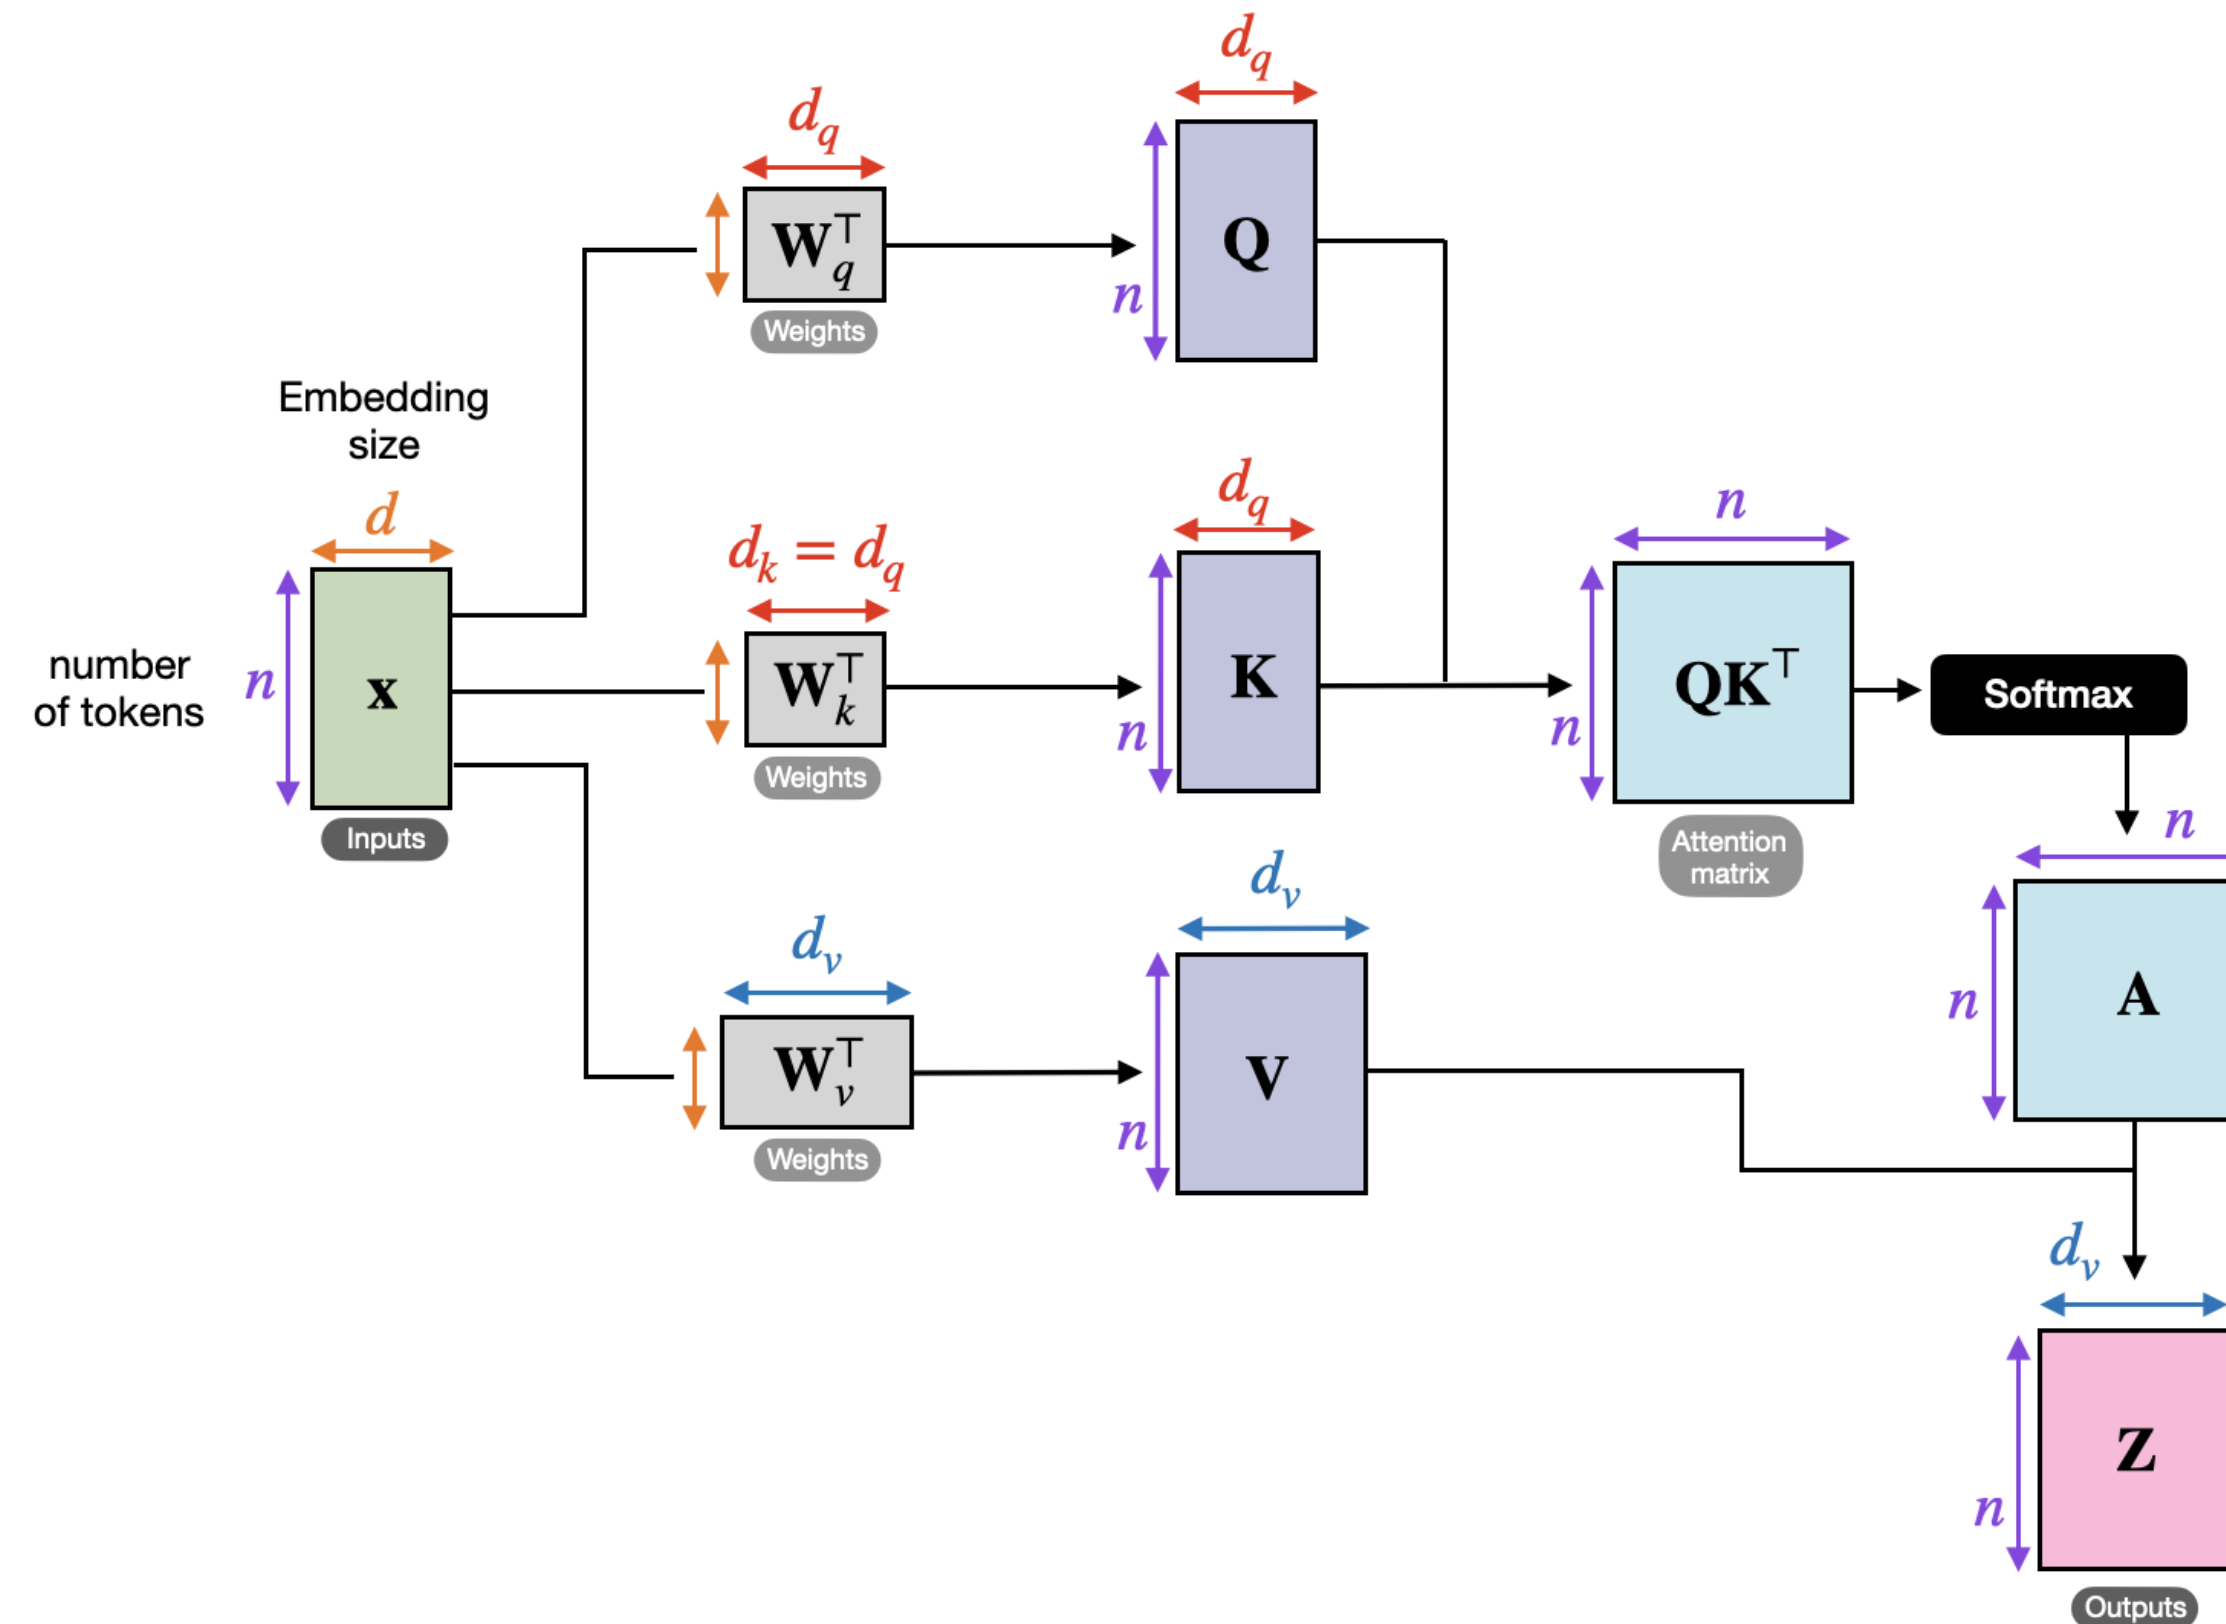 d_q
d_q
W_q^⊤
Q
n
Weights
Embedding
size
d
d_q
n
d_k = d_q
number
of tokens
n
x
W_k^⊤
K
QK^⊤
Softmax
n
n
Weights
Inputs
Attention
matrix
n
d_v
d_v
A
n
W_v^⊤
V
n
Weights
d_v
Z
n
Outputs